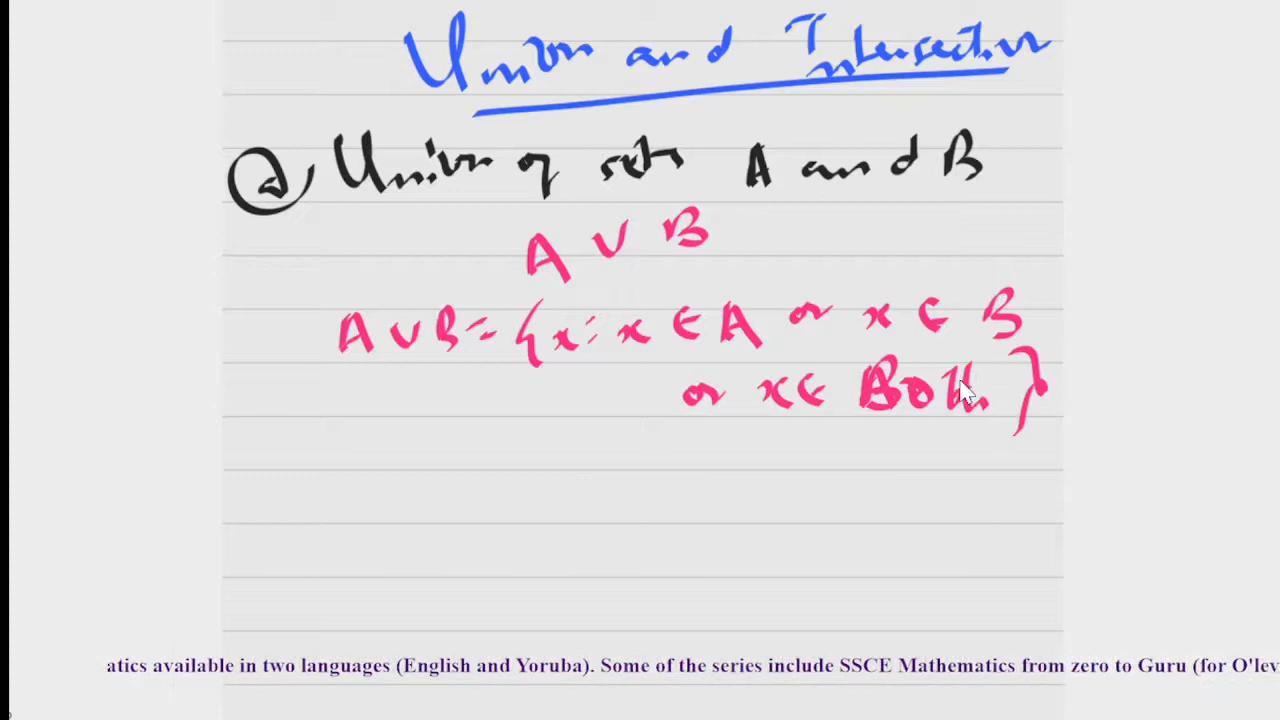 Union and Intersection
a) Union of sets A and B
A ∪ B
A ∪ B = {x : x ∈ A or x ∈ B
or x ∈ Both }
atics available in two languages (English and Yoruba). Some of the series include SSCE Mathematics from zero to Guru (for O'lev